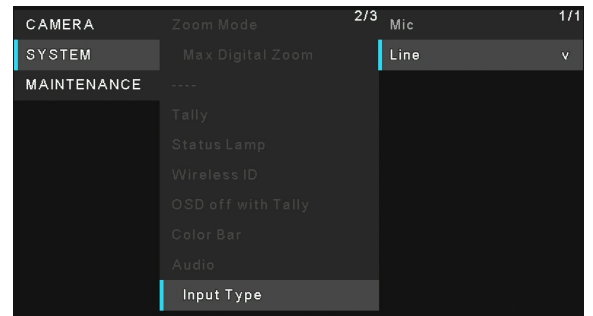 CAMERA
SYSTEM
MAINTENANCE
2/3
Zoom Mode
Max Digital Zoom
----
Tally
Status Lamp
Wireless ID
OSD off with Tally
Color Bar
Audio
Input Type
1/1
Mic
Line v